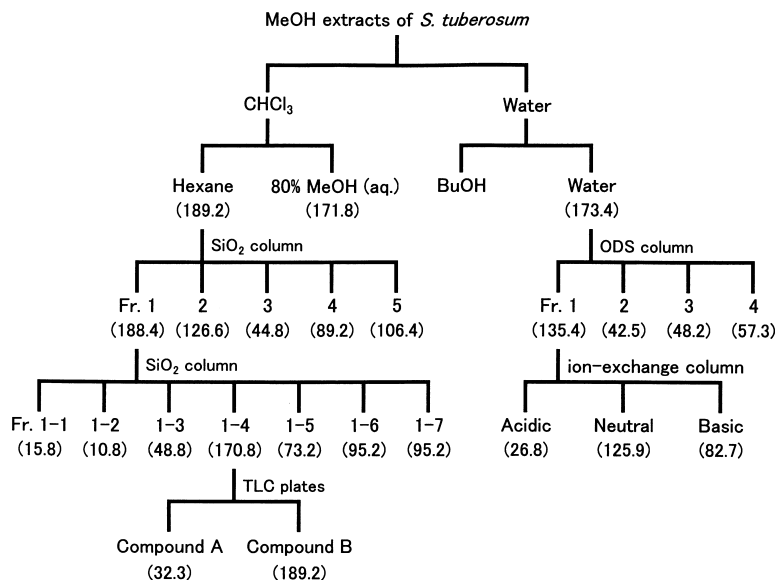 MeOH extracts of S. tuberosum
CHCl₃ Water
Hexane 80% MeOH (aq.) BuOH Water
(189.2) (171.8) (173.4)
SiO₂ column ODS column
Fr. 1 2 3 4 5 Fr. 1 2 3 4
(188.4) (126.6) (44.8) (89.2) (106.4) (135.4) (42.5) (48.2) (57.3)
SiO₂ column ion-exchange column
Fr. 1-1 1-2 1-3 1-4 1-5 1-6 1-7 Acidic Neutral Basic
(15.8) (10.8) (48.8) (170.8) (73.2) (95.2) (95.2) (26.8) (125.9) (82.7)
TLC plates
Compound A Compound B
(32.3) (189.2)